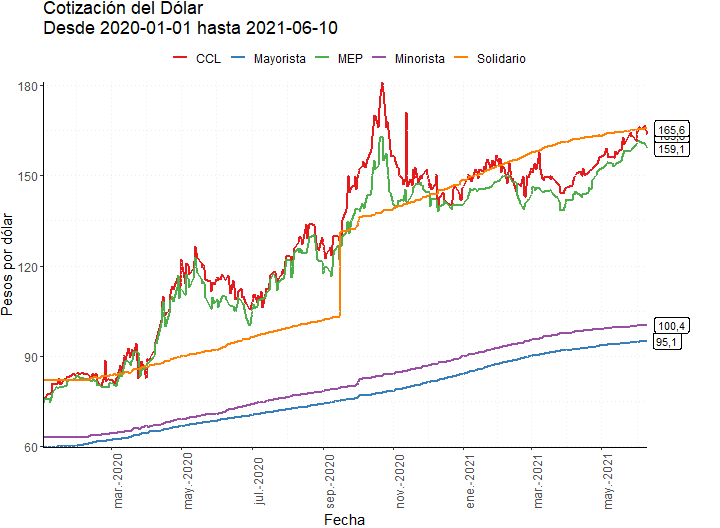 Cotización del Dólar
Desde 2020-01-01 hasta 2021-06-10
CCL Mayorista MEP Minorista Solidario
Pesos por dólar
180
150
120
90
60
165,6
159,1
100,4
95,1
mar.-2020
may.-2020
jul.-2020
sep.-2020
nov.-2020
ene.-2021
mar.-2021
may.-2021
Fecha